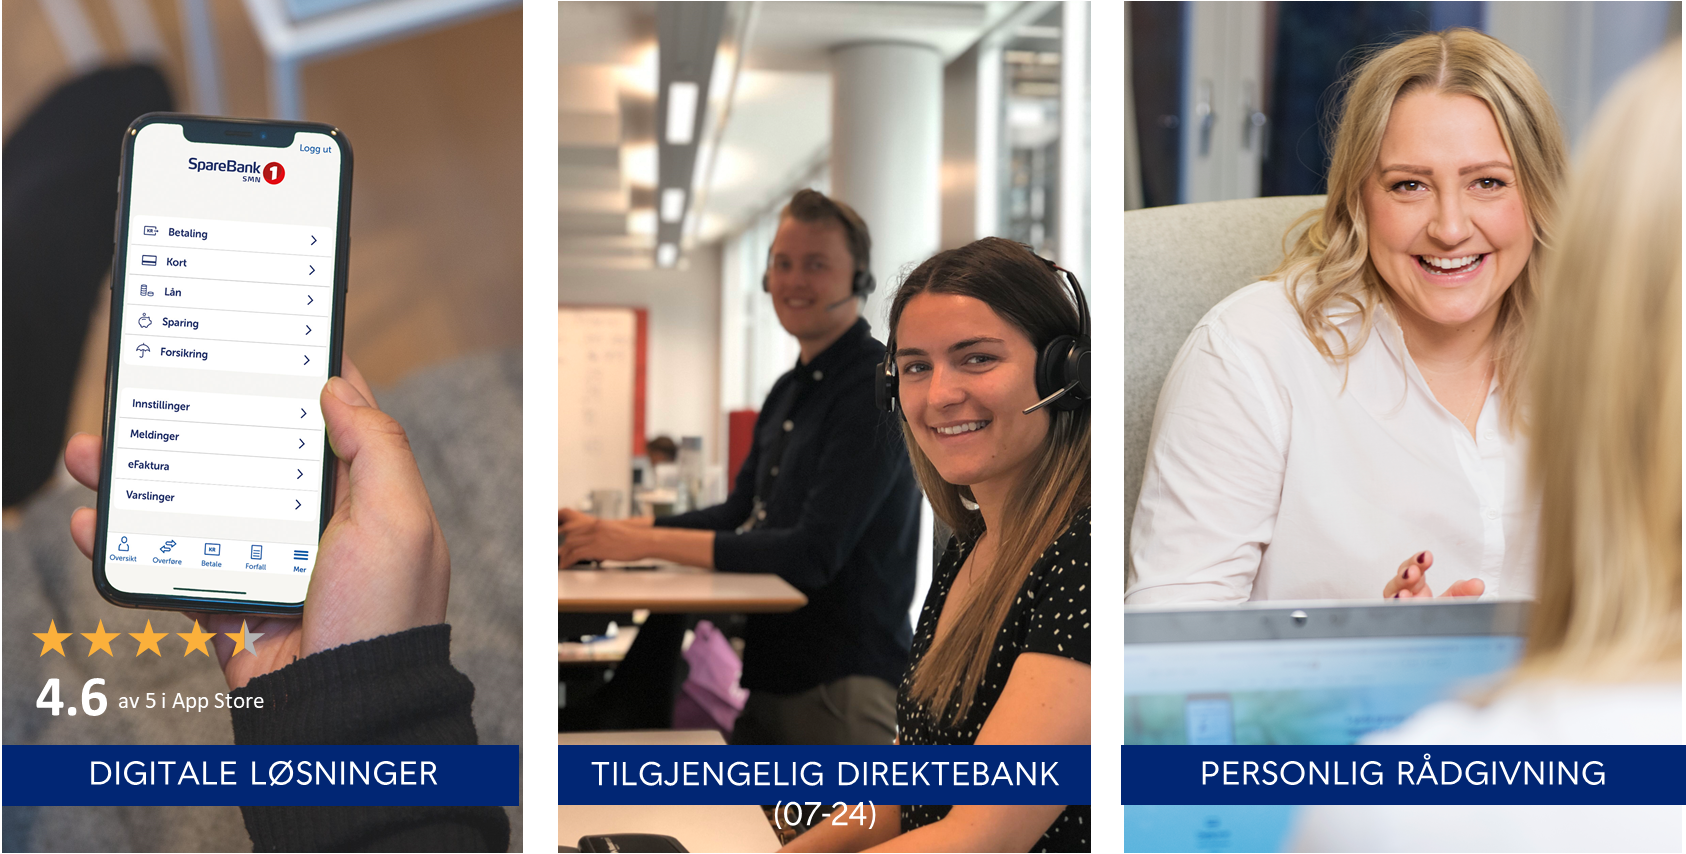 Logg ut
SpareBank 1
SMN
Betaling
Kort
Lån
Sparing
Forsikring
Innstillinger
Meldinger
eFaktura
Varslinger
Oversikt
Overføre
KR
Betale
Forfall
Mer
4.6 av 5 i App Store
DIGITALE LØSNINGER
TILGJENGELIG DIREKTEBANK
(07-24)
PERSONLIG RÅDGIVNING